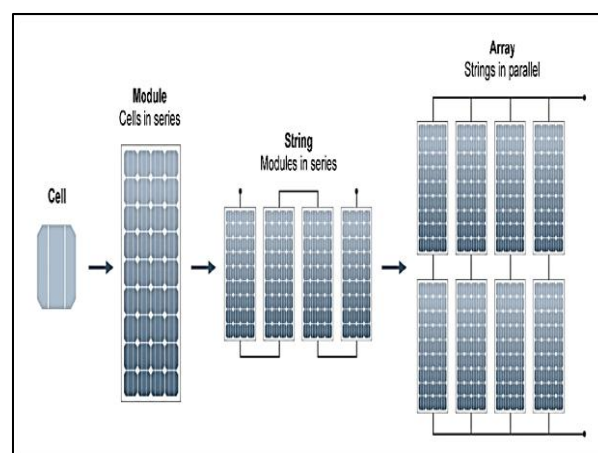 Cell
Module
Cells in series
String
Modules in series
Array
Strings in parallel